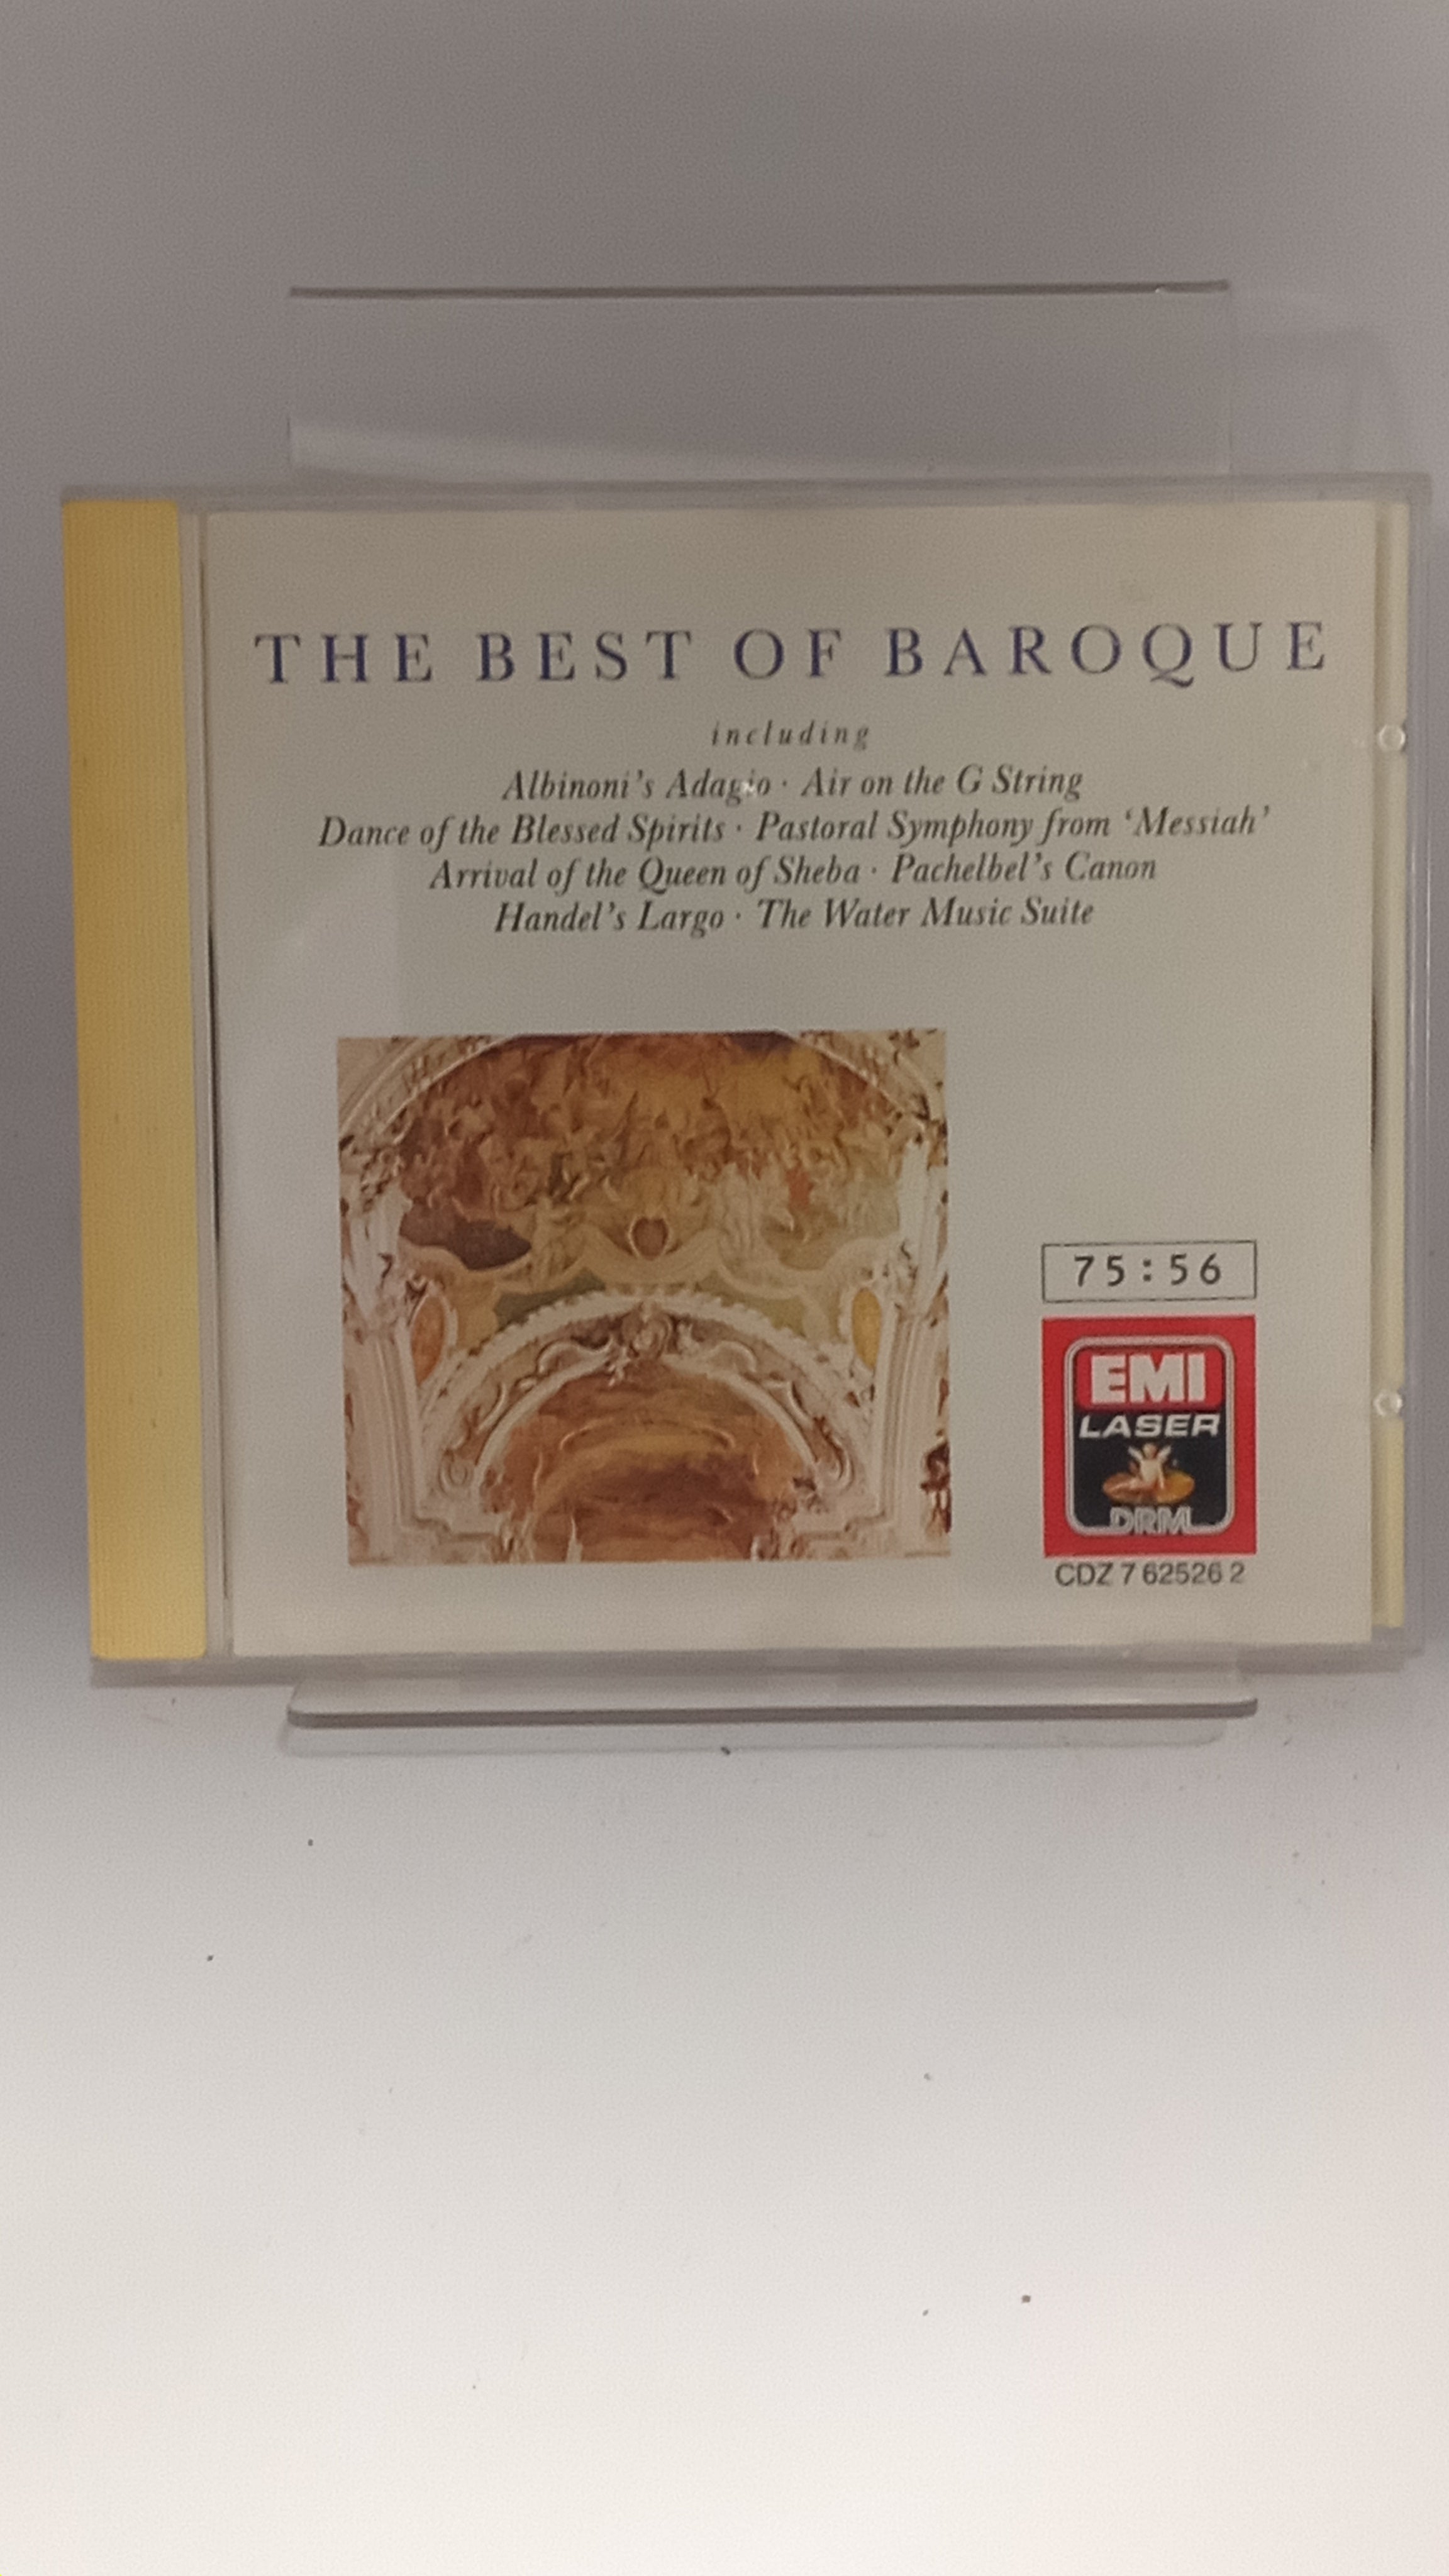 THE BEST OF BAROQUE
including
Albinoni's Adagio · Air on the G String
Dance of the Blessed Spirits · Pastoral Symphony from ‘Messiah’
Arrival of the Queen of Sheba · Pachelbel's Canon
Handel's Largo · The Water Music Suite
75:56
EMI
LASER
DRM
CDZ 7 62526 2